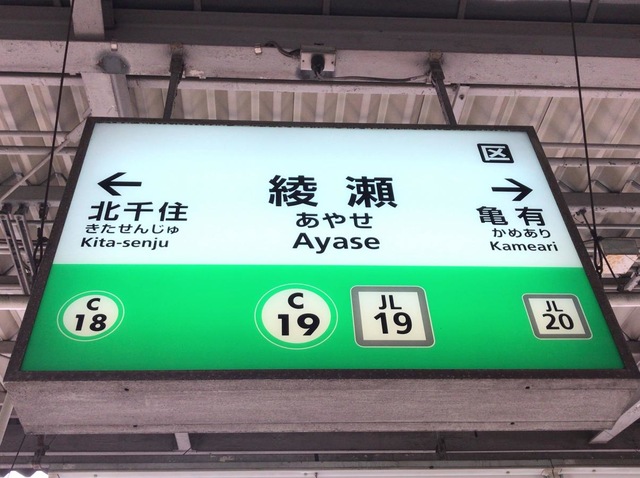 区
← 北千住
きたせんじゅ
Kita-senju
綾瀬
あやせ
Ayase
→
亀有
かめあり
Kameari
C
18
C
19
JL
19
JL
20